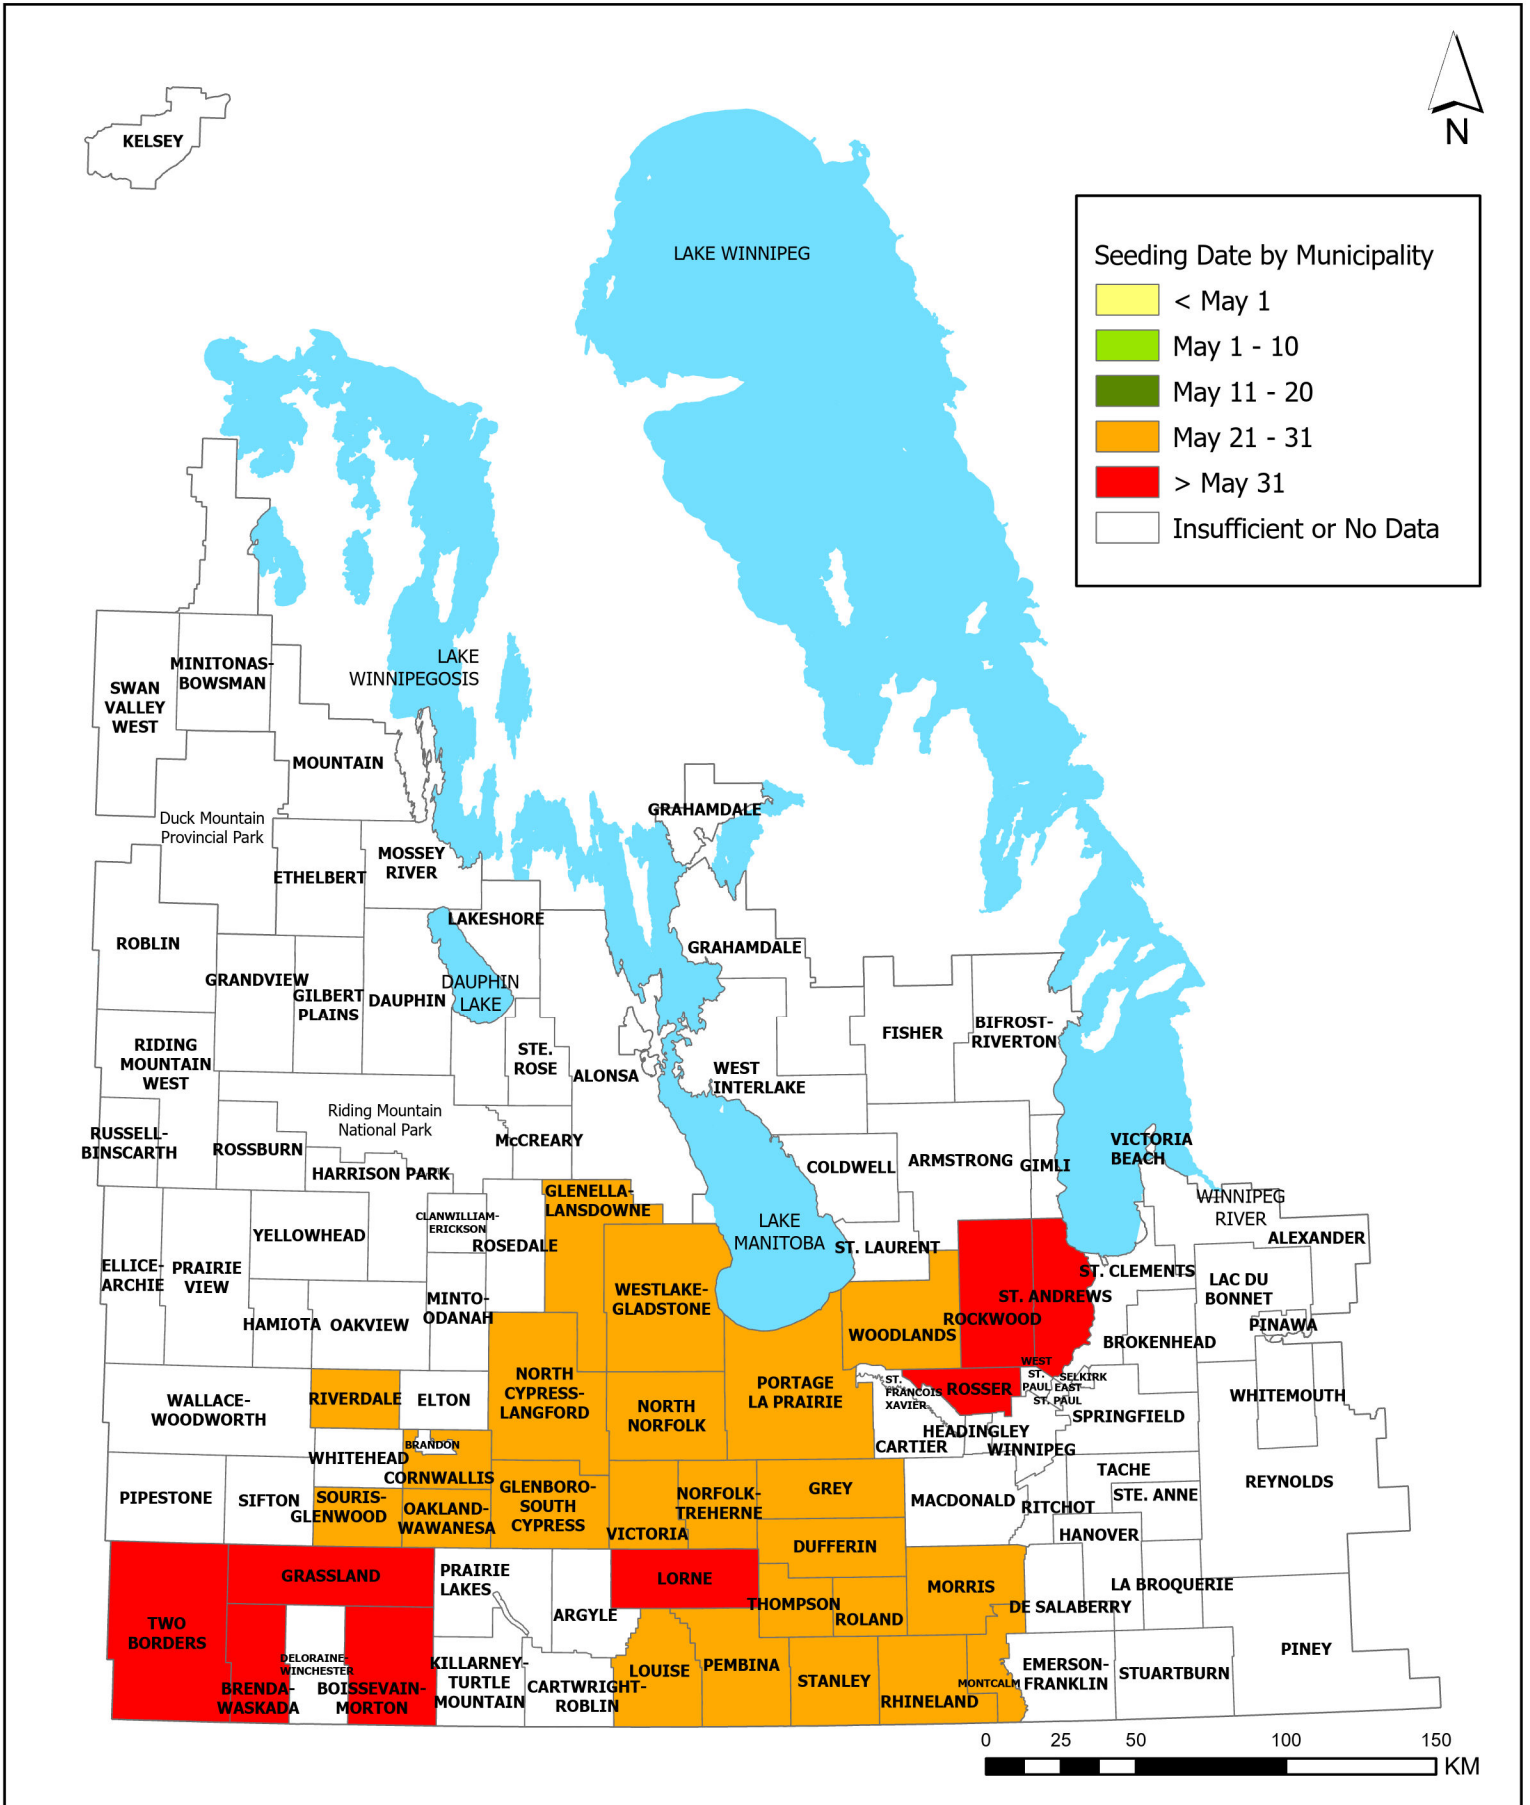 N
KELSEY
LAKE WINNIPEG
Seeding Date by Municipality
< May 1
May 1 - 10
May 11 - 20
May 21 - 31
> May 31
Insufficient or No Data
LAKE
WINNIPEGOSIS
MINITONAS-
BOWSMAN
SWAN
VALLEY
WEST
MOUNTAIN
Duck Mountain
Provincial Park
GRAHAMDALE
MOSSEY
RIVER
ETHELBERT
LAKESHORE
ROBLIN
GRAHAMDALE
GRANDVIEW
GILBERT
PLAINS
DAUPHIN
DAUPHIN
LAKE
FISHER
BIFROST-
RIVERTON
RIDING
MOUNTAIN
WEST
STE.
ROSE
ALONSA
WEST
INTERLAKE
Riding Mountain
National Park
RUSSELL-
BINSCARTH
ROSSBURN
McCREARY
HARRISON PARK
COLDWELL
ARMSTRONG
GIMLI
VICTORIA
BEACH
WINNIPEG
RIVER
ALEXANDER
GLENELLA-
LANSDOWNE
CLANWILLIAM-
ERICKSON
ROSEDALE
YELLOWHEAD
LAKE
MANITOBA
ST. LAURENT
ELLICE-
ARCHIE
PRAIRIE
VIEW
ST. CLEMENTS
LAC DU
BONNET
WESTLAKE-
GLADSTONE
ST. ANDREWS
MINTO-
ODANAH
HAMIOTA
OAKVIEW
ROCKWOOD
WOODLANDS
PINAWA
BROKENHEAD
WEST
ST.
PAUL
SELKIRK
EAST
ST. PAUL
NORTH
CYPRESS-
LANGFORD
PORTAGE
LA PRAIRIE
ST.
FRANCOIS
XAVIER
ROSSER
WALLACE-
WOODWORTH
RIVERDALE
ELTON
NORTH
NORFOLK
WHITEMOUTH
SPRINGFIELD
HEADINGLEY
CARTIER
WINNIPEG
BRANDON
WHITEHEAD
CORNWALLIS
TACHE
REYNOLDS
PIPESTONE
SIFTON
SOURIS-
GLENWOOD
OAKLAND-
WAWANESA
GLENBORO-
SOUTH
CYPRESS
NORFOLK-
TREHERNE
VICTORIA
GREY
MACDONALD
RITCHOT
STE. ANNE
HANOVER
DUFFERIN
GRASSLAND
PRAIRIE
LAKES
LORNE
MORRIS
LA BROQUERIE
DE SALABERRY
THOMPSON
ROLAND
ARGYLE
TWO
BORDERS
DELORAINE-
WINCHESTER
BRENDA-
WASKADA
BOISSEVAIN-
MORTON
KILLARNEY-
TURTLE
MOUNTAIN
CARTWRIGHT-
ROBLIN
LOUISE
PEMBINA
STANLEY
RHINELAND
MONTCALM
EMERSON-
FRANKLIN
STUARTBURN
PINEY
0 25 50 100 150
KM